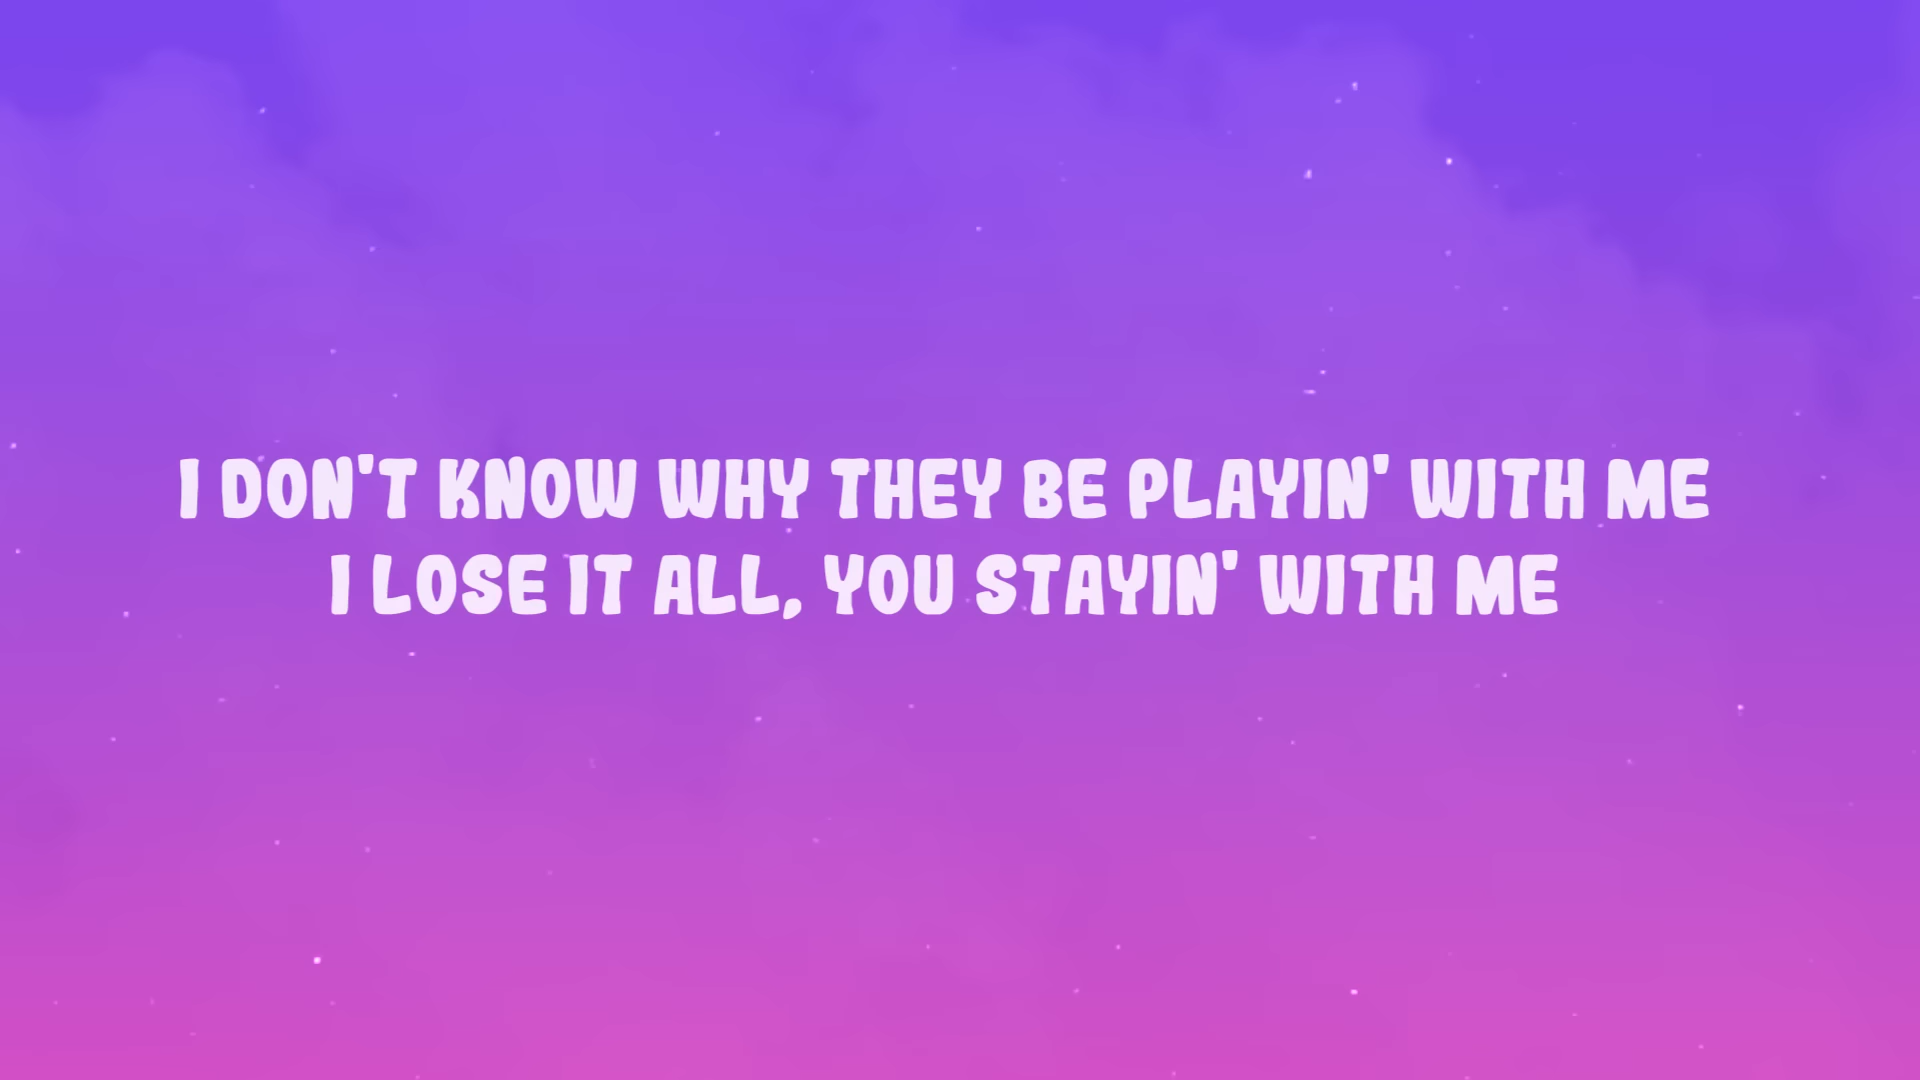 I DON'T KNOW WHY THEY BE PLAYIN' WITH ME
I LOSE IT ALL, YOU STAYIN' WITH ME